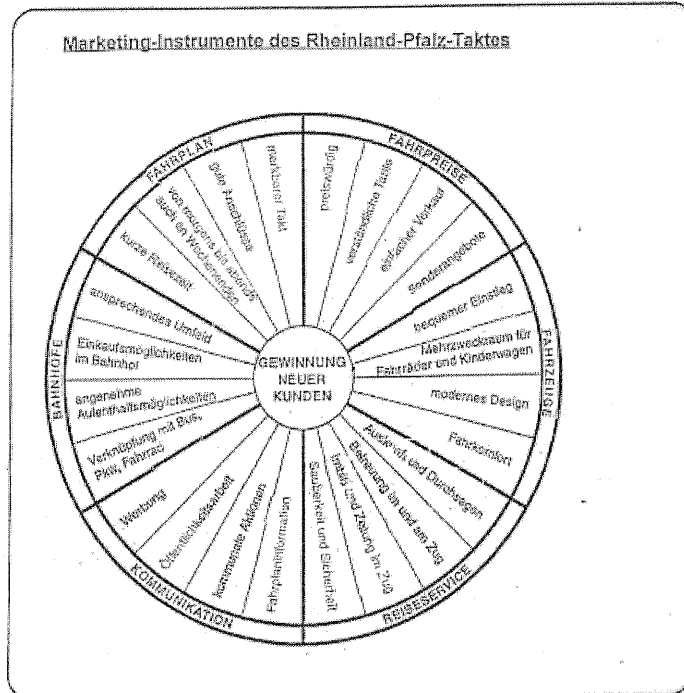 Marketing-Instrumente des Rheinland-Pfalz-Taktes
FAHRPLAN
kurze Reisezeit
von morgens bis abends
auch an Wochenenden
gute Anschlüsse
merkbarer Takt
FAHRPREISE
preiswürdig
verständliche Tarife
einfacher Verkauf
Sonderangebote
FAHRZEUGE
bequemer Einstieg
Mehrzweckraum für
Fahrräder und Kinderwagen
modernes Design
Fahrkomfort
REISESERVICE
Auskunft und Durchsagen
Betreuung im und am Zug
Imbiß und Zeitung im Zug
Sauberkeit und Sicherheit
KOMMUNIKATION
Fahrplaninformation
kommunale Aktionen
Öffentlichkeitsarbeit
Werbung
BAHNHÖFE
Verknüpfung mit Bus,
PKW, Fahrrad
angenehme
Aufenthaltsmöglichkeiten
Einkaufsmöglichkeiten
im Bahnhof
ansprechendes Umfeld
GEWINNUNG
NEUER
KUNDEN